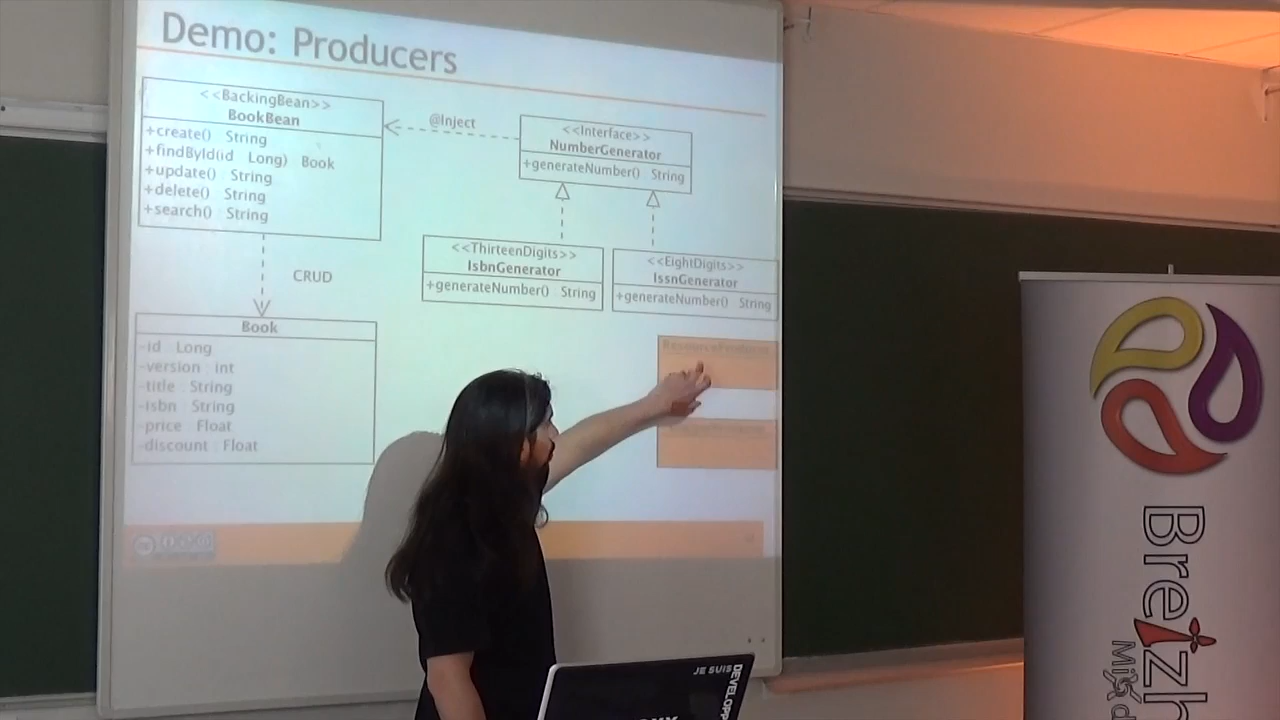 Demo: Producers
<<BackingBean>>
BookBean
+create() String
+findById(id Long) Book
+update() String
+delete() String
+search() String
@Inject
<<Interface>>
NumberGenerator
+generateNumber() String
<<ThirteenDigits>>
IsbnGenerator
+generateNumber() String
<<EightDigits>>
IssnGenerator
+generateNumber() String
CRUD
Book
-id Long
-version int
-title String
-isbn String
-price Float
-discount Float
ResourceProducer
JE SUIS
Breizh